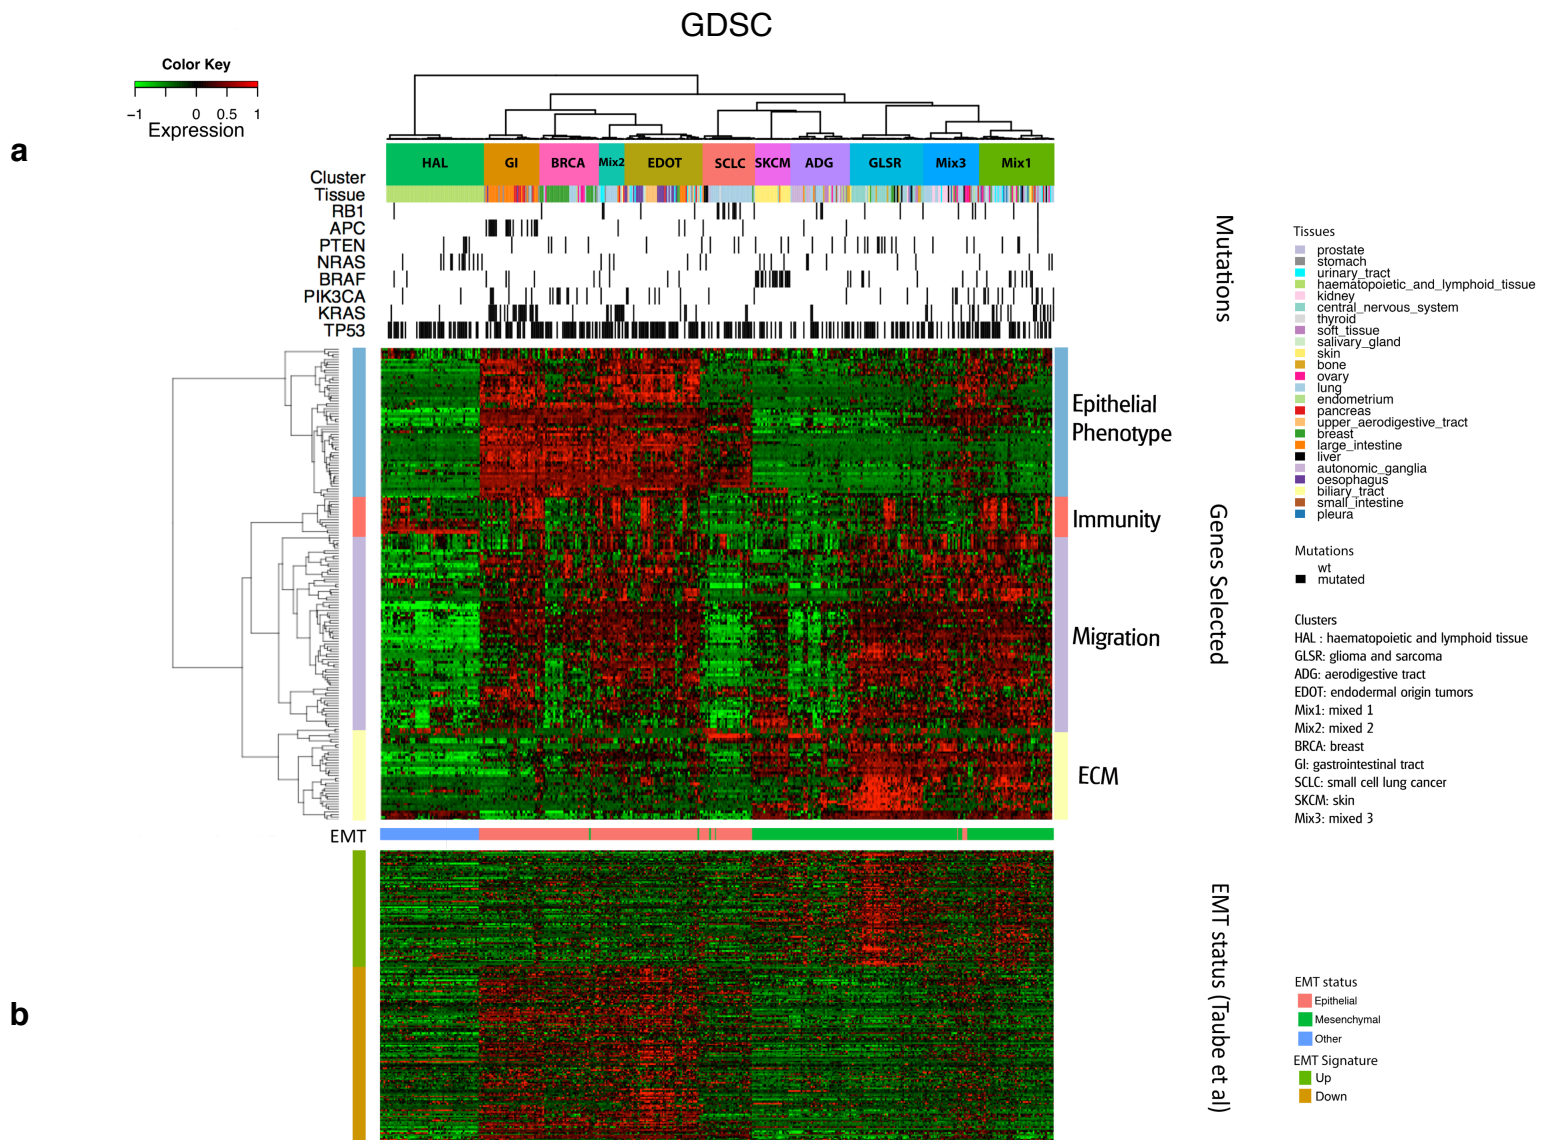 GDSC
Color Key
−1 0 0.5 1
Expression
a
HAL GI BRCA Mix2 EDOT SCLC SKCM ADG GLSR Mix3 Mix1
Cluster
Tissue
RB1
APC
PTEN
NRAS
BRAF
PIK3CA
KRAS
TP53
Mutations
Epithelial
Phenotype
Immunity
Migration
ECM
Genes Selected
EMT
b
EMT status (Taube et al)
Tissues
prostate
stomach
urinary_tract
haematopoietic_and_lymphoid_tissue
kidney
central_nervous_system
thyroid
soft_tissue
salivary_gland
skin
bone
ovary
lung
endometrium
pancreas
upper_aerodigestive_tract
breast
large_intestine
liver
autonomic_ganglia
oesophagus
biliary_tract
small_intestine
pleura
Mutations
wt
mutated
Clusters
HAL : haematopoietic and lymphoid tissue
GLSR: glioma and sarcoma
ADG: aerodigestive tract
EDOT: endodermal origin tumors
Mix1: mixed 1
Mix2: mixed 2
BRCA: breast
GI: gastrointestinal tract
SCLC: small cell lung cancer
SKCM: skin
Mix3: mixed 3
EMT status
Epithelial
Mesenchymal
Other
EMT Signature
Up
Down